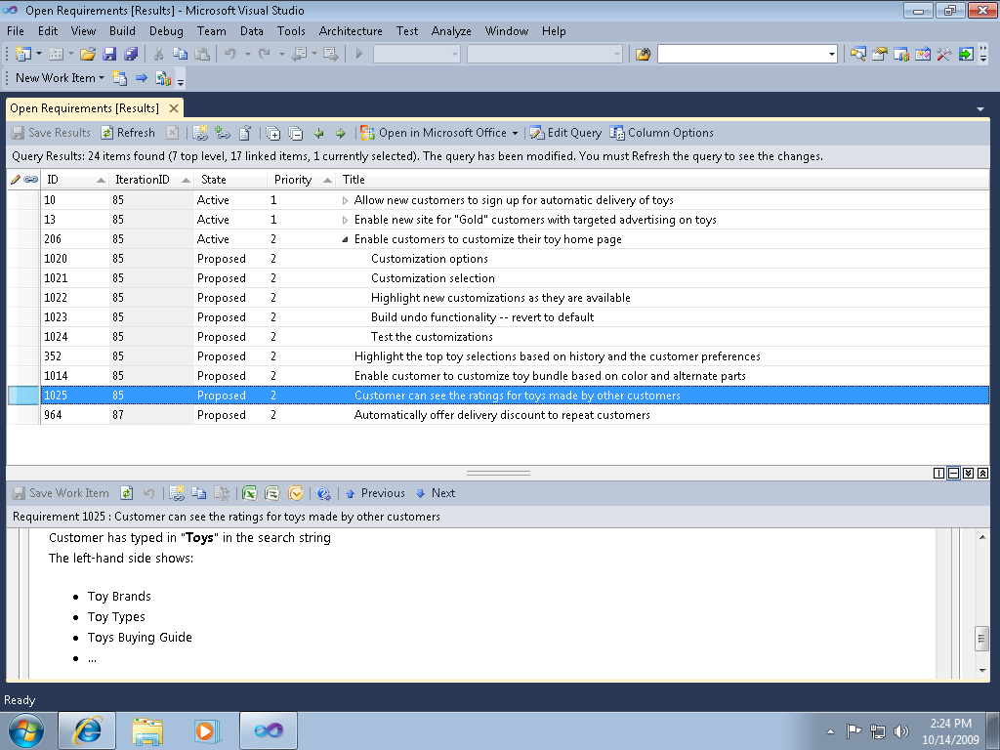 Open Requirements [Results] - Microsoft Visual Studio
File Edit View Build Debug Team Data Tools Architecture Test Analyze Window Help
New Work Item
Open Requirements [Results]
Save Results Refresh Open in Microsoft Office Edit Query Column Options
Query Results: 24 items found (7 top level, 17 linked items, 1 currently selected). The query has been modified. You must Refresh the query to see the changes.
ID IterationID State Priority Title
10 85 Active 1 Allow new customers to sign up for automatic delivery of toys
13 85 Active 1 Enable new site for "Gold" customers with targeted advertising on toys
206 85 Active 2 Enable customers to customize their toy home page
1020 85 Proposed 2 Customization options
1021 85 Proposed 2 Customization selection
1022 85 Proposed 2 Highlight new customizations as they are available
1023 85 Proposed 2 Build undo functionality -- revert to default
1024 85 Proposed 2 Test the customizations
352 85 Proposed 2 Highlight the top toy selections based on history and the customer preferences
1014 85 Proposed 2 Enable customer to customize toy bundle based on color and alternate parts
1025 85 Proposed 2 Customer can see the ratings for toys made by other customers
964 87 Proposed 2 Automatically offer delivery discount to repeat customers
Save Work Item Previous Next
Requirement 1025 : Customer can see the ratings for toys made by other customers
Customer has typed in "Toys" in the search string
The left-hand side shows:
• Toy Brands
• Toy Types
• Toys Buying Guide
• ...
Ready
2:24 PM
10/14/2009